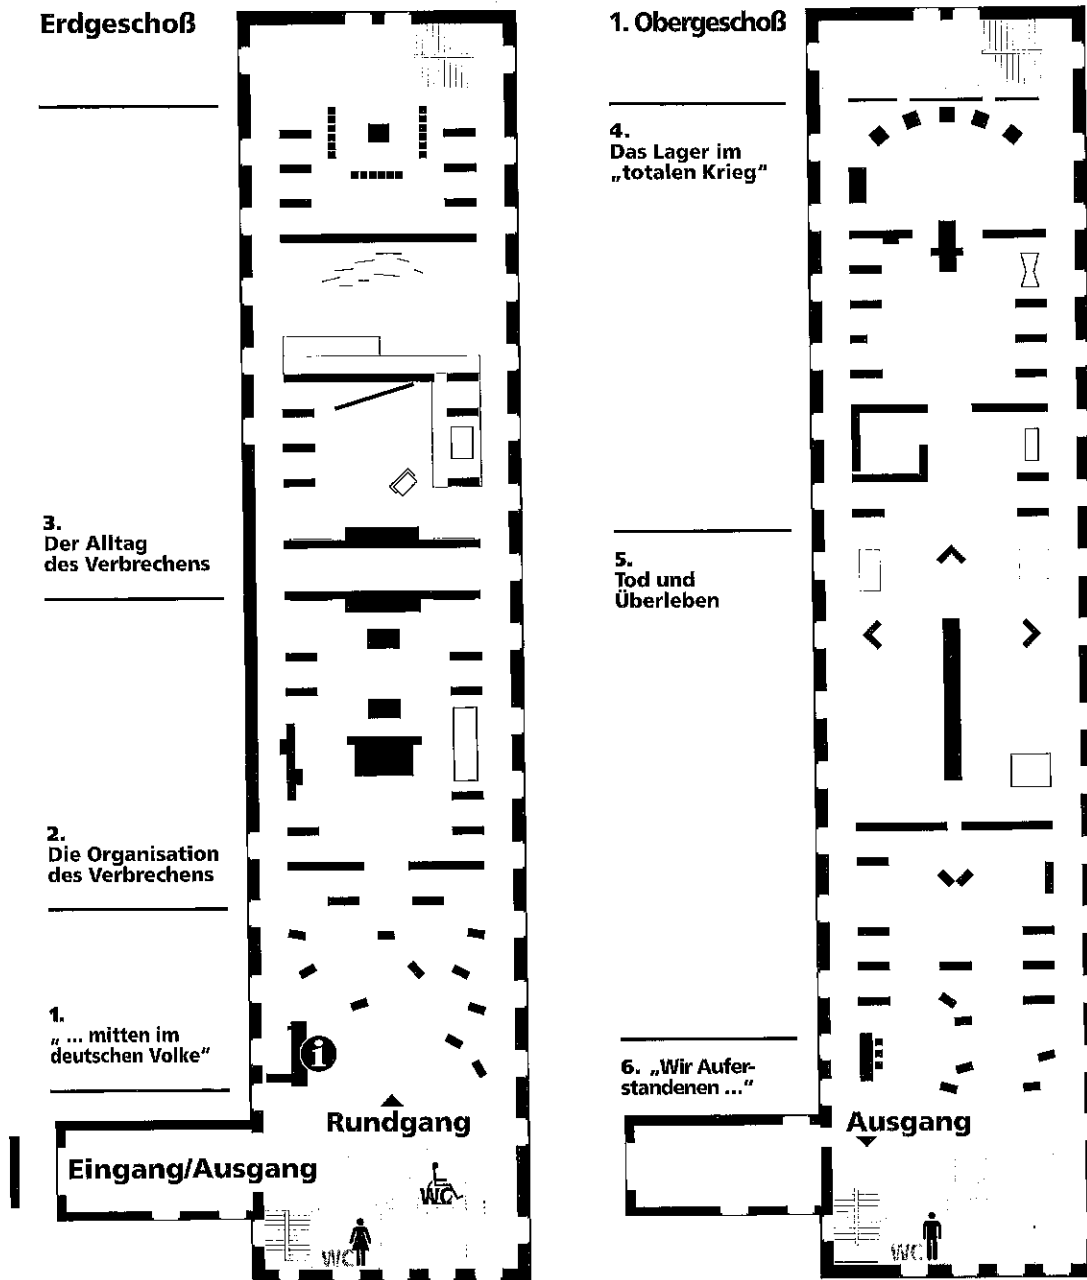 Erdgeschoß
3.
Der Alltag
des Verbrechens
2.
Die Organisation
des Verbrechens
1.
„ ... mitten im
deutschen Volke“
i
Rundgang
Eingang/Ausgang
WC
WC
1. Obergeschoß
4.
Das Lager im
„totalen Krieg“
5.
Tod und
Überleben
6. „Wir Aufer-
standenen ...“
Ausgang
WC